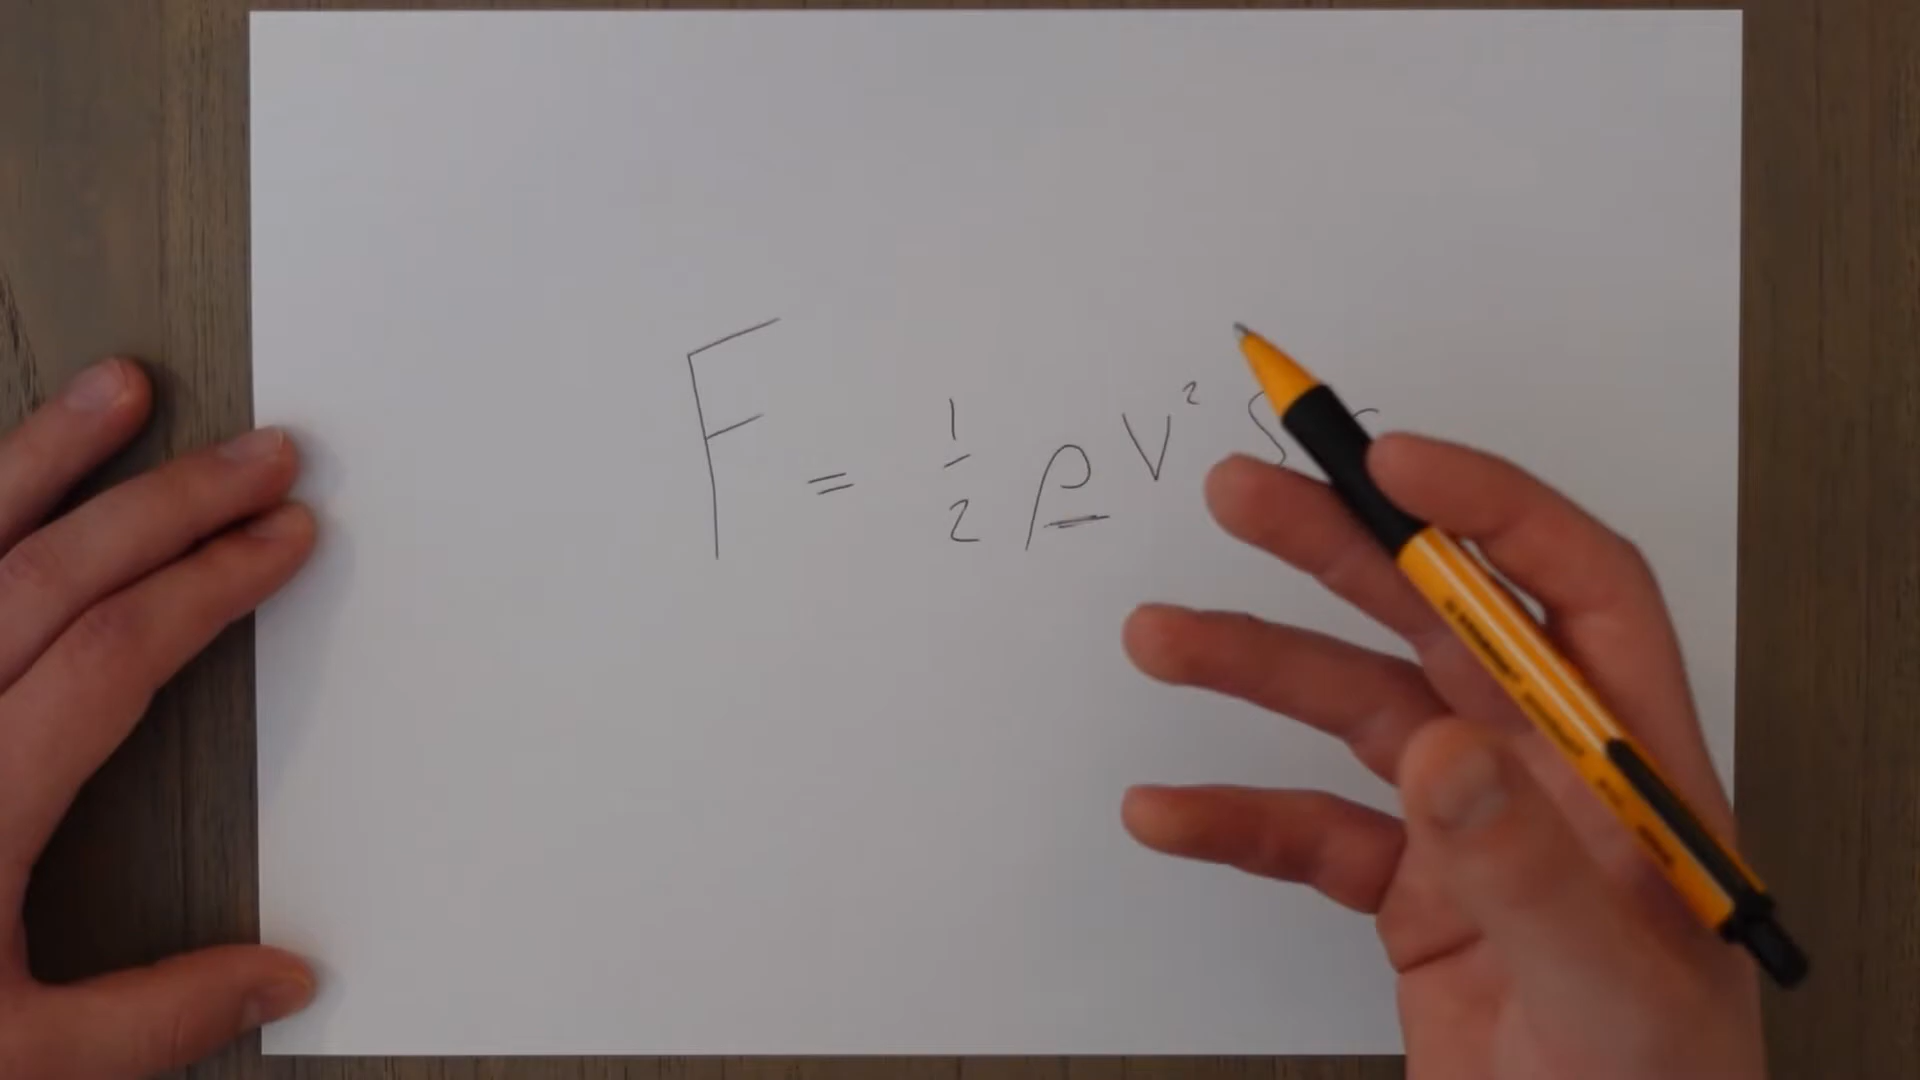 F = 1/2 ρ V² S